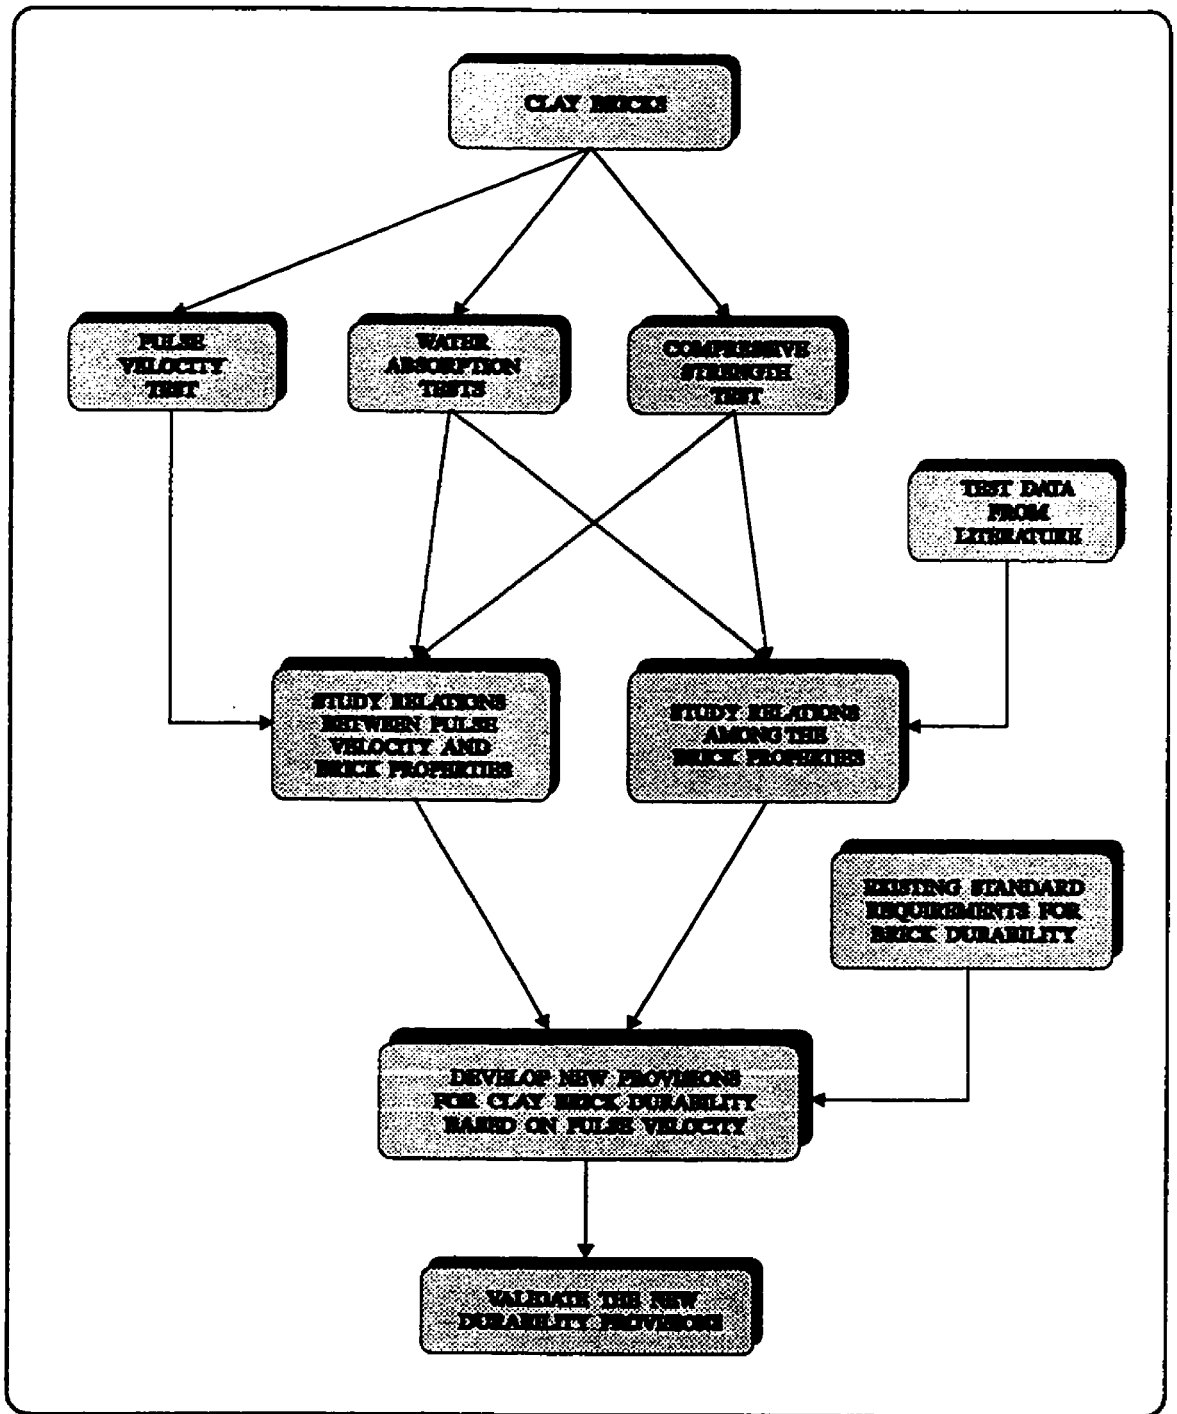 CLAY BRICKS
PULSE
VELOCITY
TEST
WATER
ABSORPTION
TESTS
COMPRESSIVE
STRENGTH
TEST
TEST DATA
FROM
LITERATURE
STUDY RELATIONS
BETWEEN PULSE
VELOCITY AND
BRICK PROPERTIES
STUDY RELATIONS
AMONG THE
BRICK PROPERTIES
EXISTING STANDARD
REQUIREMENTS FOR
BRICK DURABILITY
DEVELOP NEW PROVISIONS
FOR CLAY BRICK DURABILITY
BASED ON PULSE VELOCITY
VALIDATE THE NEW
DURABILITY PROVISIONS